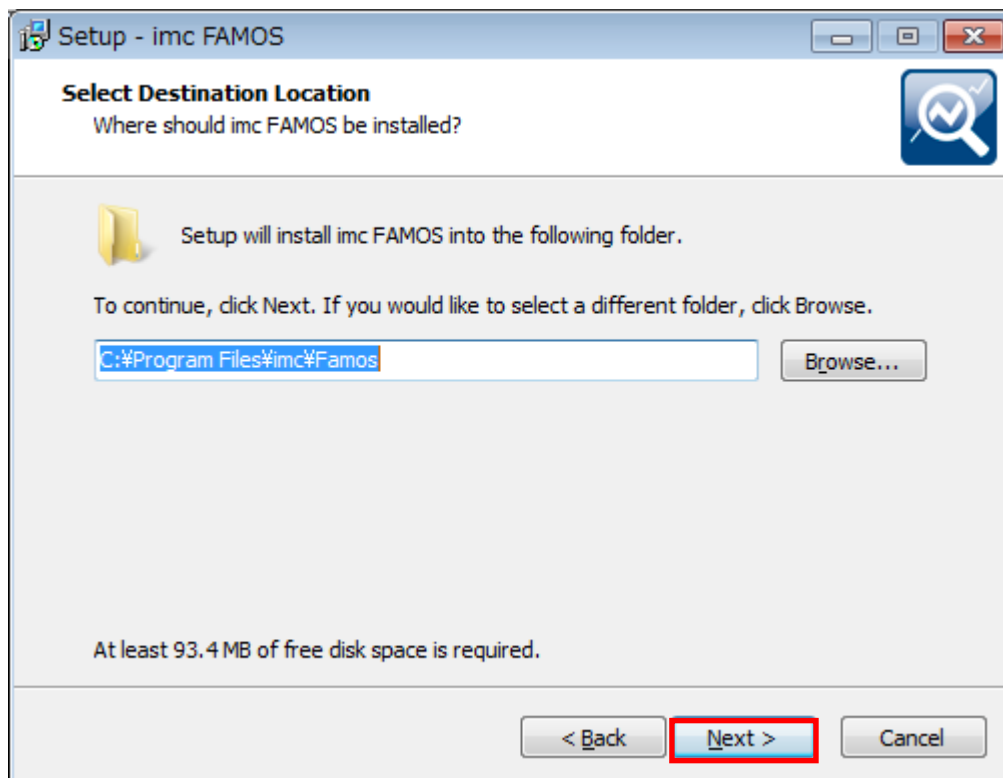 Setup - imc FAMOS
Select Destination Location
Where should imc FAMOS be installed?
Setup will install imc FAMOS into the following folder.
To continue, click Next. If you would like to select a different folder, click Browse.
C:¥Program Files¥imc¥Famos
Browse...
At least 93.4 MB of free disk space is required.
< Back
Next >
Cancel